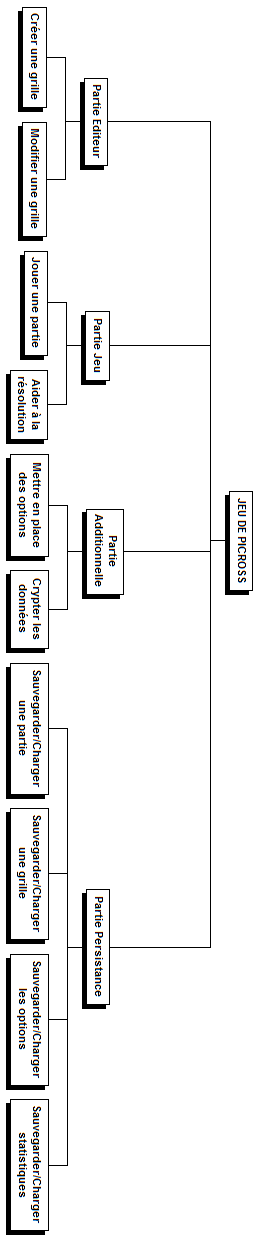 JEU DE PICROSS
Partie Editeur
Partie Jeu
Partie
Additionnelle
Partie Persistance
Créer une grille
Modifier une grille
Jouer une partie
Aider à la
résolution
Mettre en place
des options
Crypter les
données
Sauvegarder/Charger
une partie
Sauvegarder/Charger
une grille
Sauvegarder/Charger
les options
Sauvegarder/Charger
statistiques